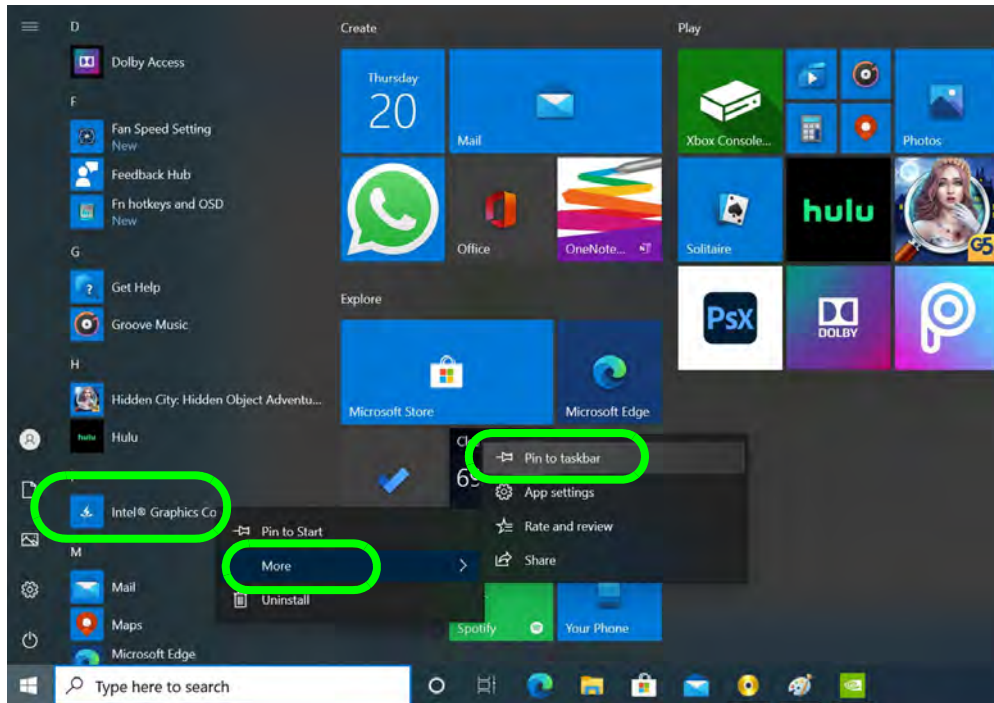 D
Dolby Access
F
Fan Speed Setting
New
Feedback Hub
Fn hotkeys and OSD
New
G
Get Help
Groove Music
H
Hidden City: Hidden Object Adventu...
Hulu
hulu
Intel® Graphics Co
M
Mail
Maps
Microsoft Edge
Type here to search
Create
Thursday
20
Mail
Office
OneNote...
Explore
Microsoft Store
Microsoft Edge
69
Spotify
Your Phone
Play
Xbox Console...
Photos
Solitaire
hulu
G5
PsX
DOLBY
Pin to Start
More
Uninstall
Pin to taskbar
App settings
Rate and review
Share